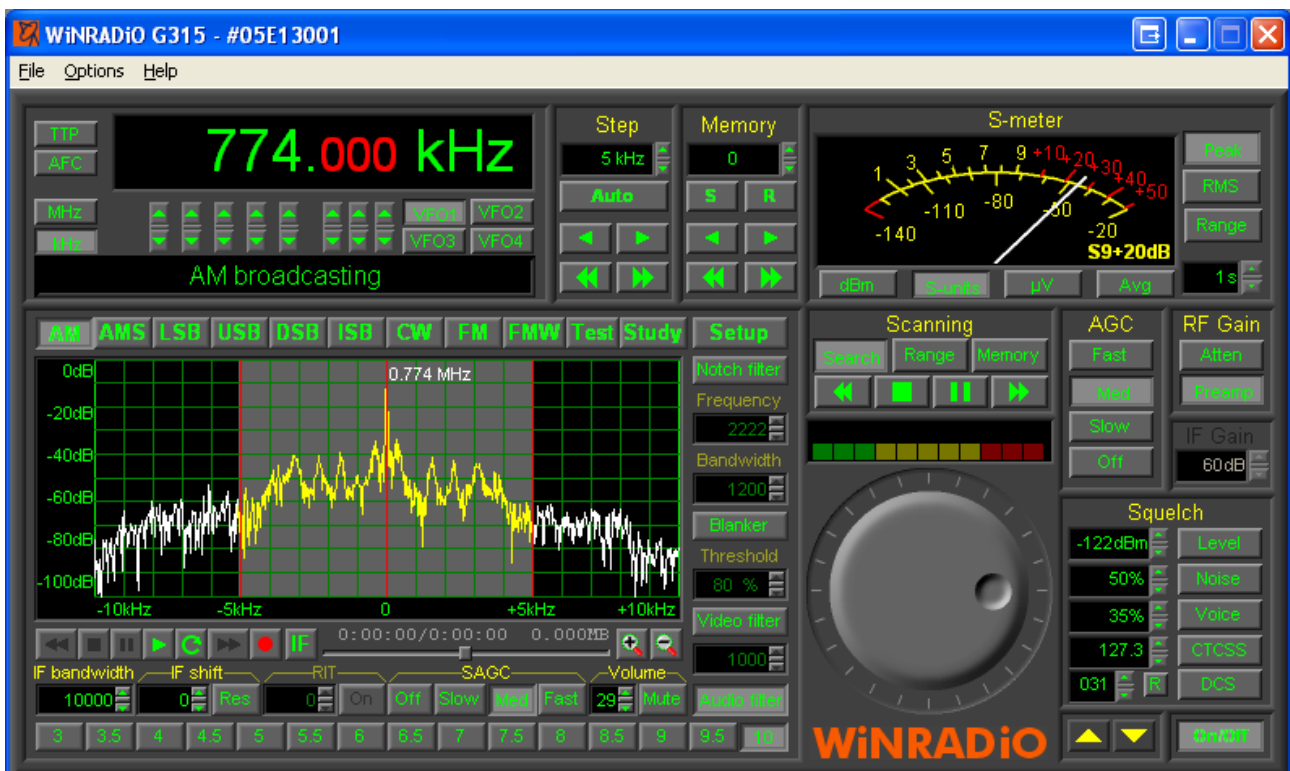 WiNRADiO G315 - #05E13001
File Options Help
TTP
AFC
774.000 kHz
MHz
kHz
VFO1 VFO2
VFO3 VFO4
AM broadcasting
Step
5 kHz
Auto
Memory
0
S R
S-meter
1 3 5 7 9 +10 +20 +30 +40 +50
-140 -110 -80 -50 -20
S9+20dB
Peak
RMS
Range
1 s
dBm S-units µV Avg
AM AMS LSB USB DSB ISB CW FM FMW Test Study Setup
0dB
-20dB
-40dB
-60dB
-80dB
-100dB
0.774 MHz
-10kHz -5kHz 0 +5kHz +10kHz
Notch filter
Frequency
2222
Bandwidth
1200
Blanker
Threshold
80 %
Video filter
1000
Audio filter
IF 0:00:00/0:00:00 0.000MB
IF bandwidth IF shift RIT SAGC Volume
10000 0 Res 0 On Off Slow Med Fast 29 Mute
3 3.5 4 4.5 5 5.5 6 6.5 7 7.5 8 8.5 9 9.5 10
Scanning
Search Range Memory
AGC
Fast
Med
Slow
Off
RF Gain
Atten
Preamp
IF Gain
60dB
Squelch
-122dBm Level
50% Noise
35% Voice
127.3 CTCSS
031 R DCS
WiNRADiO
On/Off